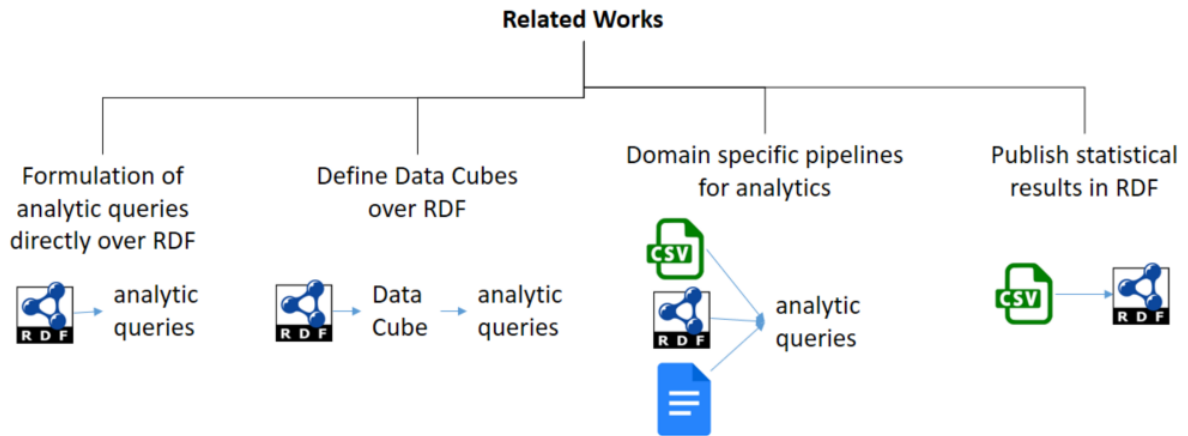 Related Works
Formulation of
analytic queries
directly over RDF
RDF
analytic
queries
Define Data Cubes
over RDF
RDF
Data
Cube
analytic
queries
Domain specific pipelines
for analytics
CSV
RDF
analytic
queries
Publish statistical
results in RDF
CSV
RDF